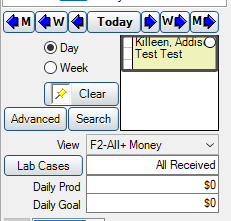 M W Today W M
Day
Week
Killeen, Addis
Test Test
Clear
Advanced Search
View F2-All+ Money
Lab Cases All Received
Daily Prod $0
Daily Goal $0